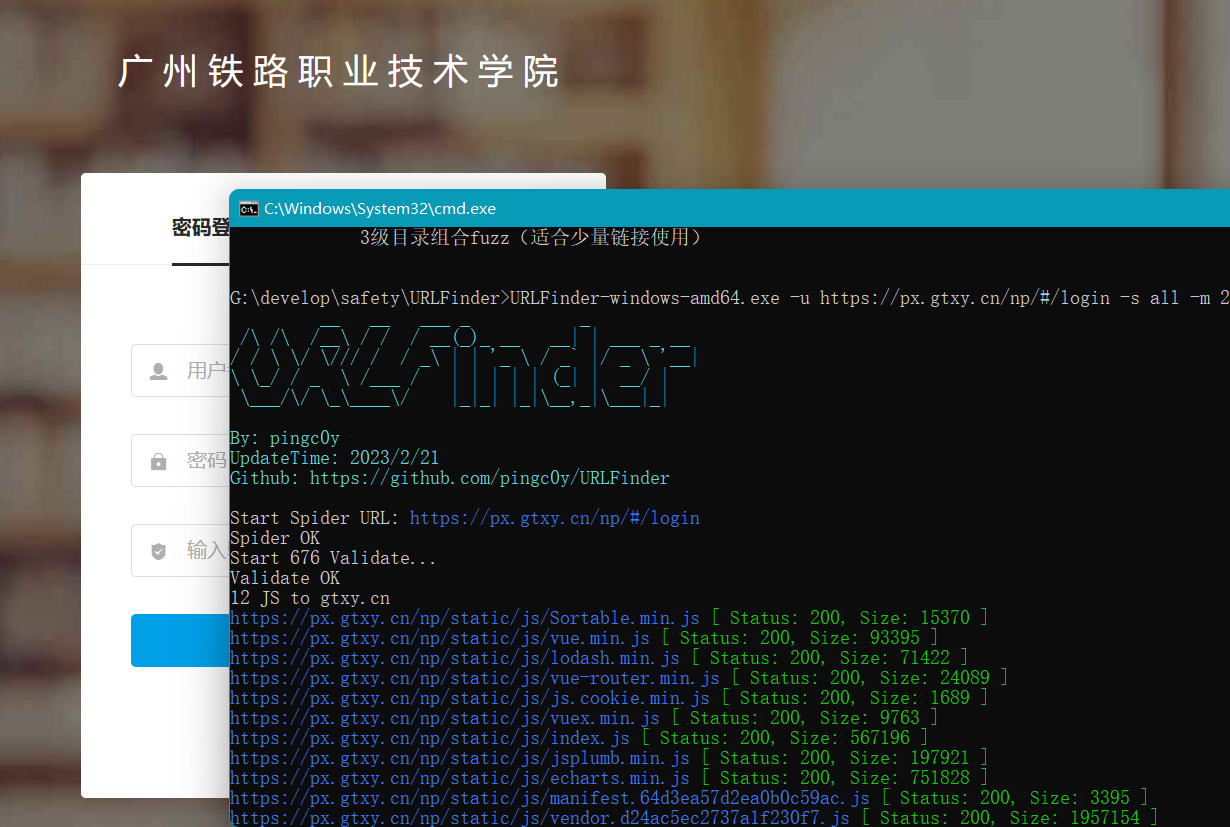 广州铁路职业技术学院
密码登
用户
密码
输入
C:\Windows\System32\cmd.exe
3级目录组合fuzz（适合少量链接使用）
G:\develop\safety\URLFinder>URLFinder-windows-amd64.exe -u https://px.gtxy.cn/np/#/login -s all -m 2
URLFinder
By: pingc0y
UpdateTime: 2023/2/21
Github: https://github.com/pingc0y/URLFinder
Start Spider URL: https://px.gtxy.cn/np/#/login
Spider OK
Start 676 Validate...
Validate OK
12 JS to gtxy.cn
https://px.gtxy.cn/np/static/js/Sortable.min.js [ Status: 200, Size: 15370 ]
https://px.gtxy.cn/np/static/js/vue.min.js [ Status: 200, Size: 93395 ]
https://px.gtxy.cn/np/static/js/lodash.min.js [ Status: 200, Size: 71422 ]
https://px.gtxy.cn/np/static/js/vue-router.min.js [ Status: 200, Size: 24089 ]
https://px.gtxy.cn/np/static/js/js.cookie.min.js [ Status: 200, Size: 1689 ]
https://px.gtxy.cn/np/static/js/vuex.min.js [ Status: 200, Size: 9763 ]
https://px.gtxy.cn/np/static/js/index.js [ Status: 200, Size: 567196 ]
https://px.gtxy.cn/np/static/js/jsplumb.min.js [ Status: 200, Size: 197921 ]
https://px.gtxy.cn/np/static/js/echarts.min.js [ Status: 200, Size: 751828 ]
https://px.gtxy.cn/np/static/js/manifest.64d3ea57d2ea0b0c59ac.js [ Status: 200, Size: 3395 ]
https://px.gtxy.cn/np/static/js/vendor.d24ac5ec2737a1f230f7.js [ Status: 200, Size: 1957154 ]